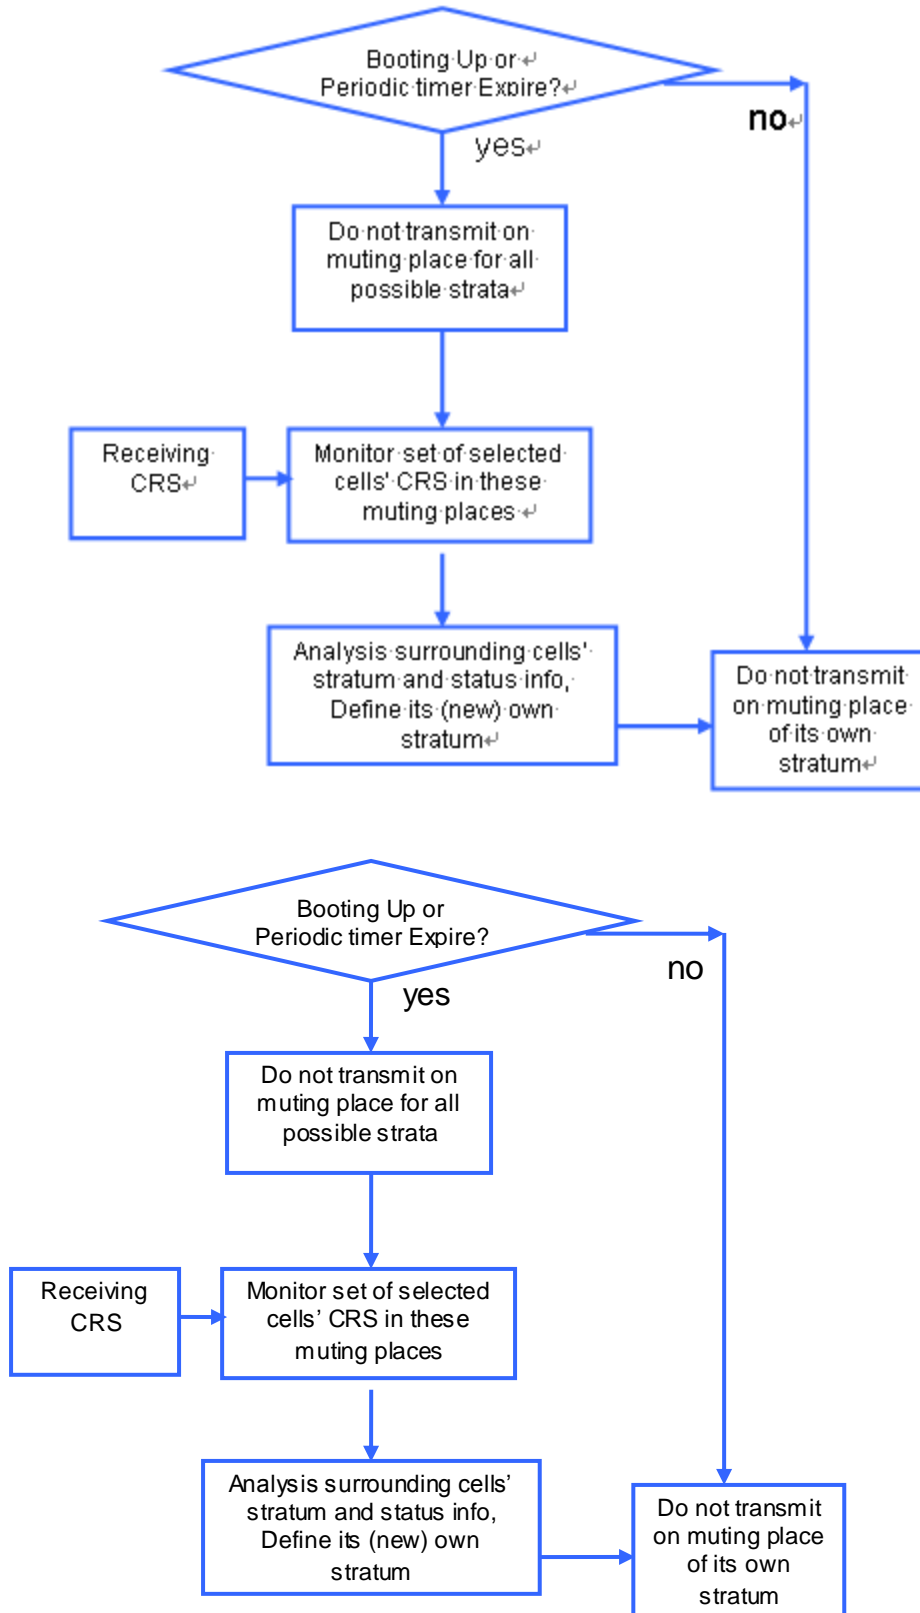 Booting Up or
Periodic timer Expire?
no
yes
Do not transmit on
muting place for all
possible strata
Receiving
CRS
Monitor set of selected
cells' CRS in these
muting places
Analysis surrounding cells'
stratum and status info,
Define its (new) own
stratum
Do not transmit
on muting place
of its own
stratum
Booting Up or
Periodic timer Expire?
no
yes
Do not transmit on
muting place for all
possible strata
Receiving
CRS
Monitor set of selected
cells’ CRS in these
muting places
Analysis surrounding cells’
stratum and status info,
Define its (new) own
stratum
Do not transmit
on muting place
of its own
stratum